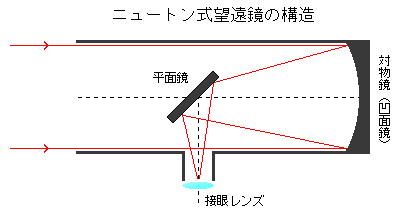 ニュートン式望遠鏡の構造
平面鏡
対物鏡（凹面鏡）
接眼レンズ